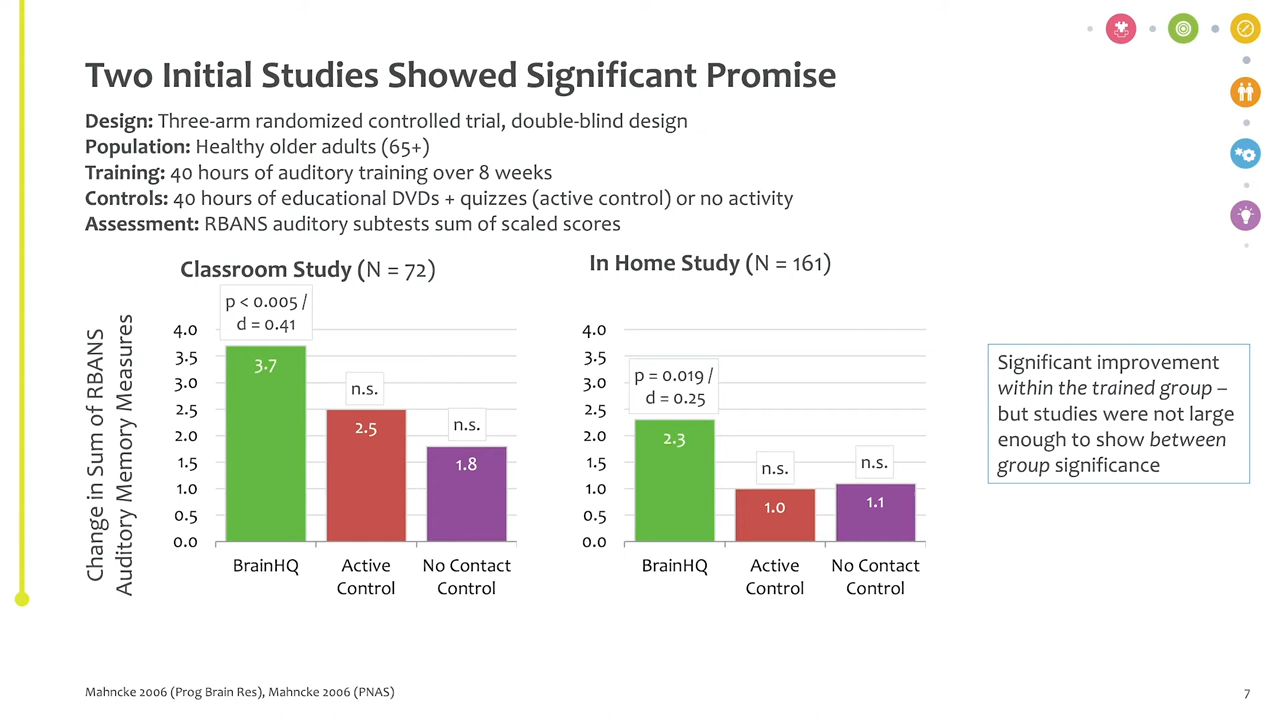 Two Initial Studies Showed Significant Promise
Design: Three-arm randomized controlled trial, double-blind design
Population: Healthy older adults (65+)
Training: 40 hours of auditory training over 8 weeks
Controls: 40 hours of educational DVDs + quizzes (active control) or no activity
Assessment: RBANS auditory subtests sum of scaled scores
Classroom Study (N = 72)
Change in Sum of RBANS
Auditory Memory Measures
4.0
3.5
3.0
2.5
2.0
1.5
1.0
0.5
0.0
p < 0.005 /
d = 0.41
3.7
n.s.
2.5
n.s.
1.8
BrainHQ
Active
Control
No Contact
Control
In Home Study (N = 161)
4.0
3.5
3.0
2.5
2.0
1.5
1.0
0.5
0.0
p = 0.019 /
d = 0.25
2.3
n.s.
1.0
n.s.
1.1
BrainHQ
Active
Control
No Contact
Control
Significant improvement
within the trained group –
but studies were not large
enough to show between
group significance
Mahncke 2006 (Prog Brain Res), Mahncke 2006 (PNAS)
7